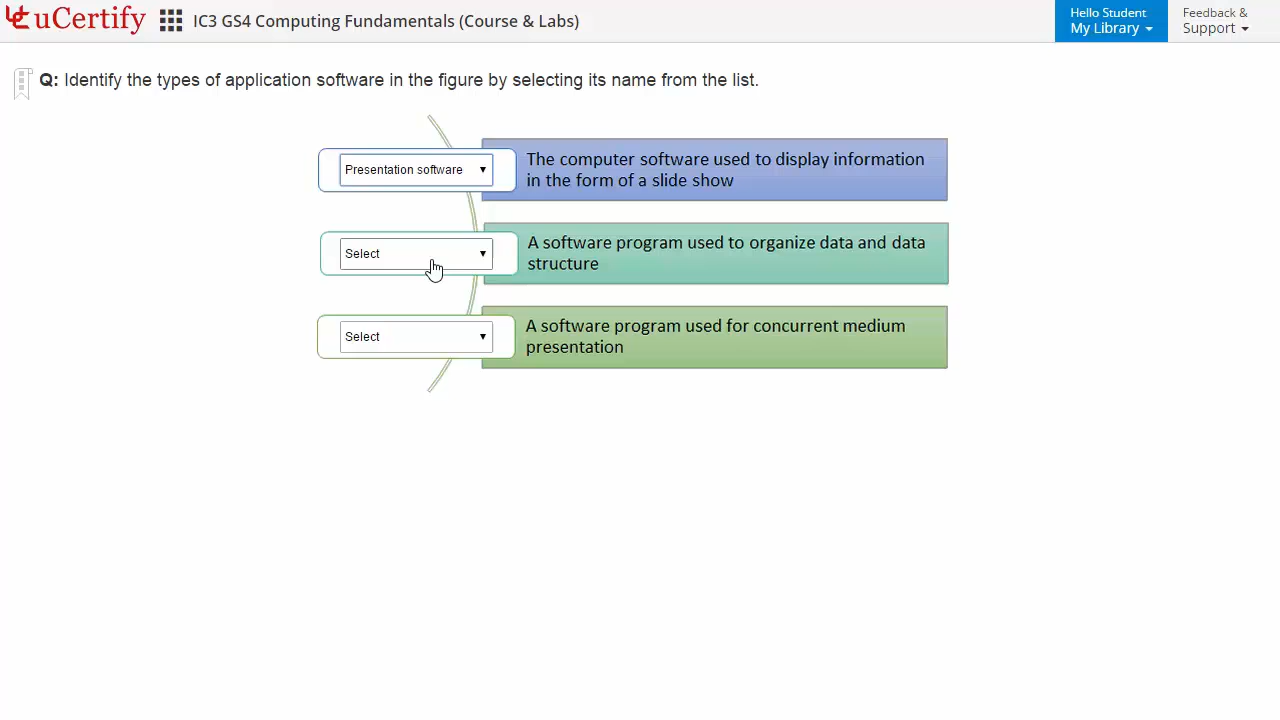 uCertify
IC3 GS4 Computing Fundamentals (Course & Labs)
Hello Student
My Library
Feedback &
Support
Q: Identify the types of application software in the figure by selecting its name from the list.
Presentation software
The computer software used to display information
in the form of a slide show
Select
A software program used to organize data and data
structure
Select
A software program used for concurrent medium
presentation